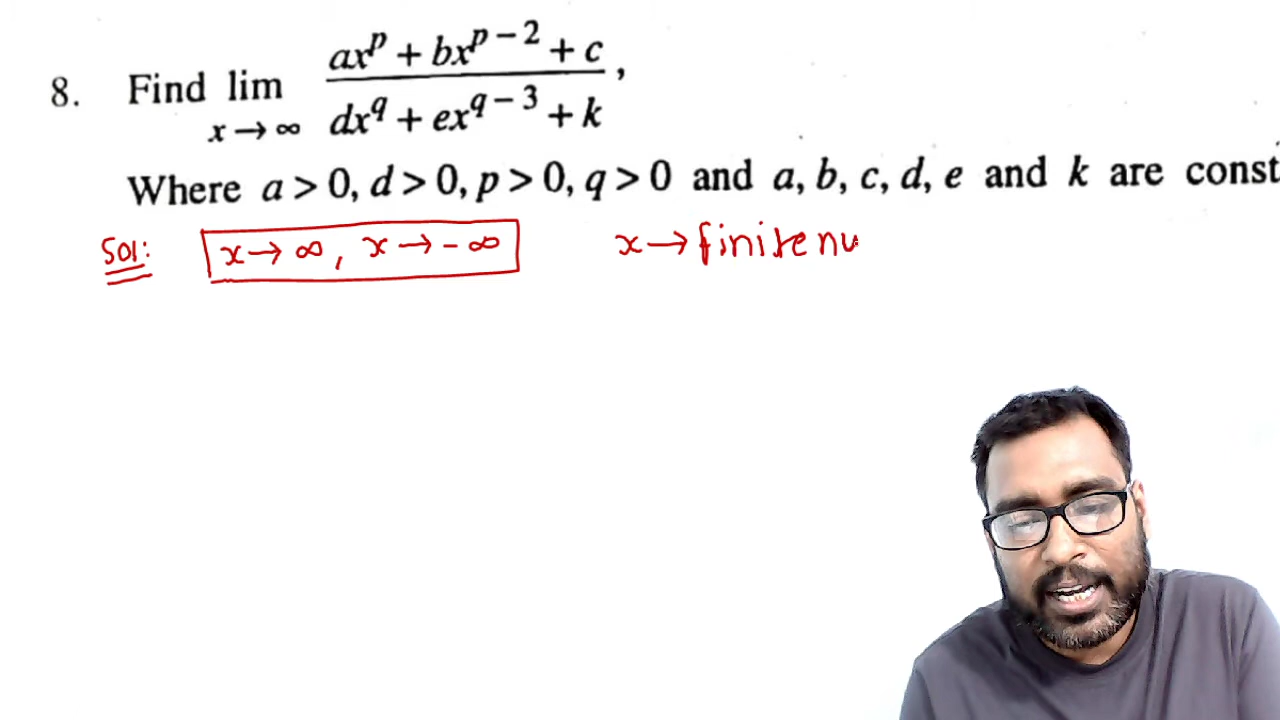 8. Find lim ax^p + bx^(p – 2) + c ,
x → ∞ dx^q + ex^(q – 3) + k
Where a > 0, d > 0, p > 0, q > 0 and a, b, c, d, e and k are const
Sol: x → ∞, x → - ∞ x → finite nu